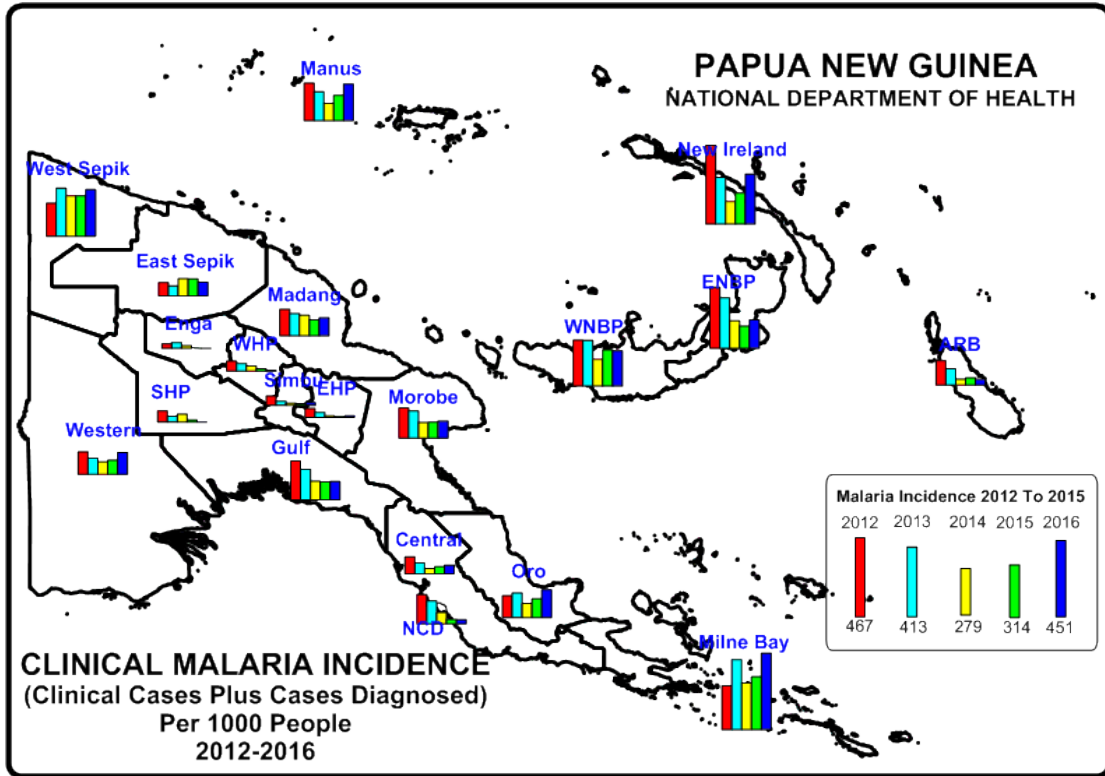 PAPUA NEW GUINEA
NATIONAL DEPARTMENT OF HEALTH
Manus
New Ireland
West Sepik
East Sepik
ENBP
Madang
WNBP
Enga
WHP
ARB
Simbu
EHP
SHP
Morobe
Western
Gulf
Central
Oro
NCD
Milne Bay
Malaria Incidence 2012 To 2015
2012 2013 2014 2015 2016
467 413 279 314 451
CLINICAL MALARIA INCIDENCE
(Clinical Cases Plus Cases Diagnosed)
Per 1000 People
2012-2016